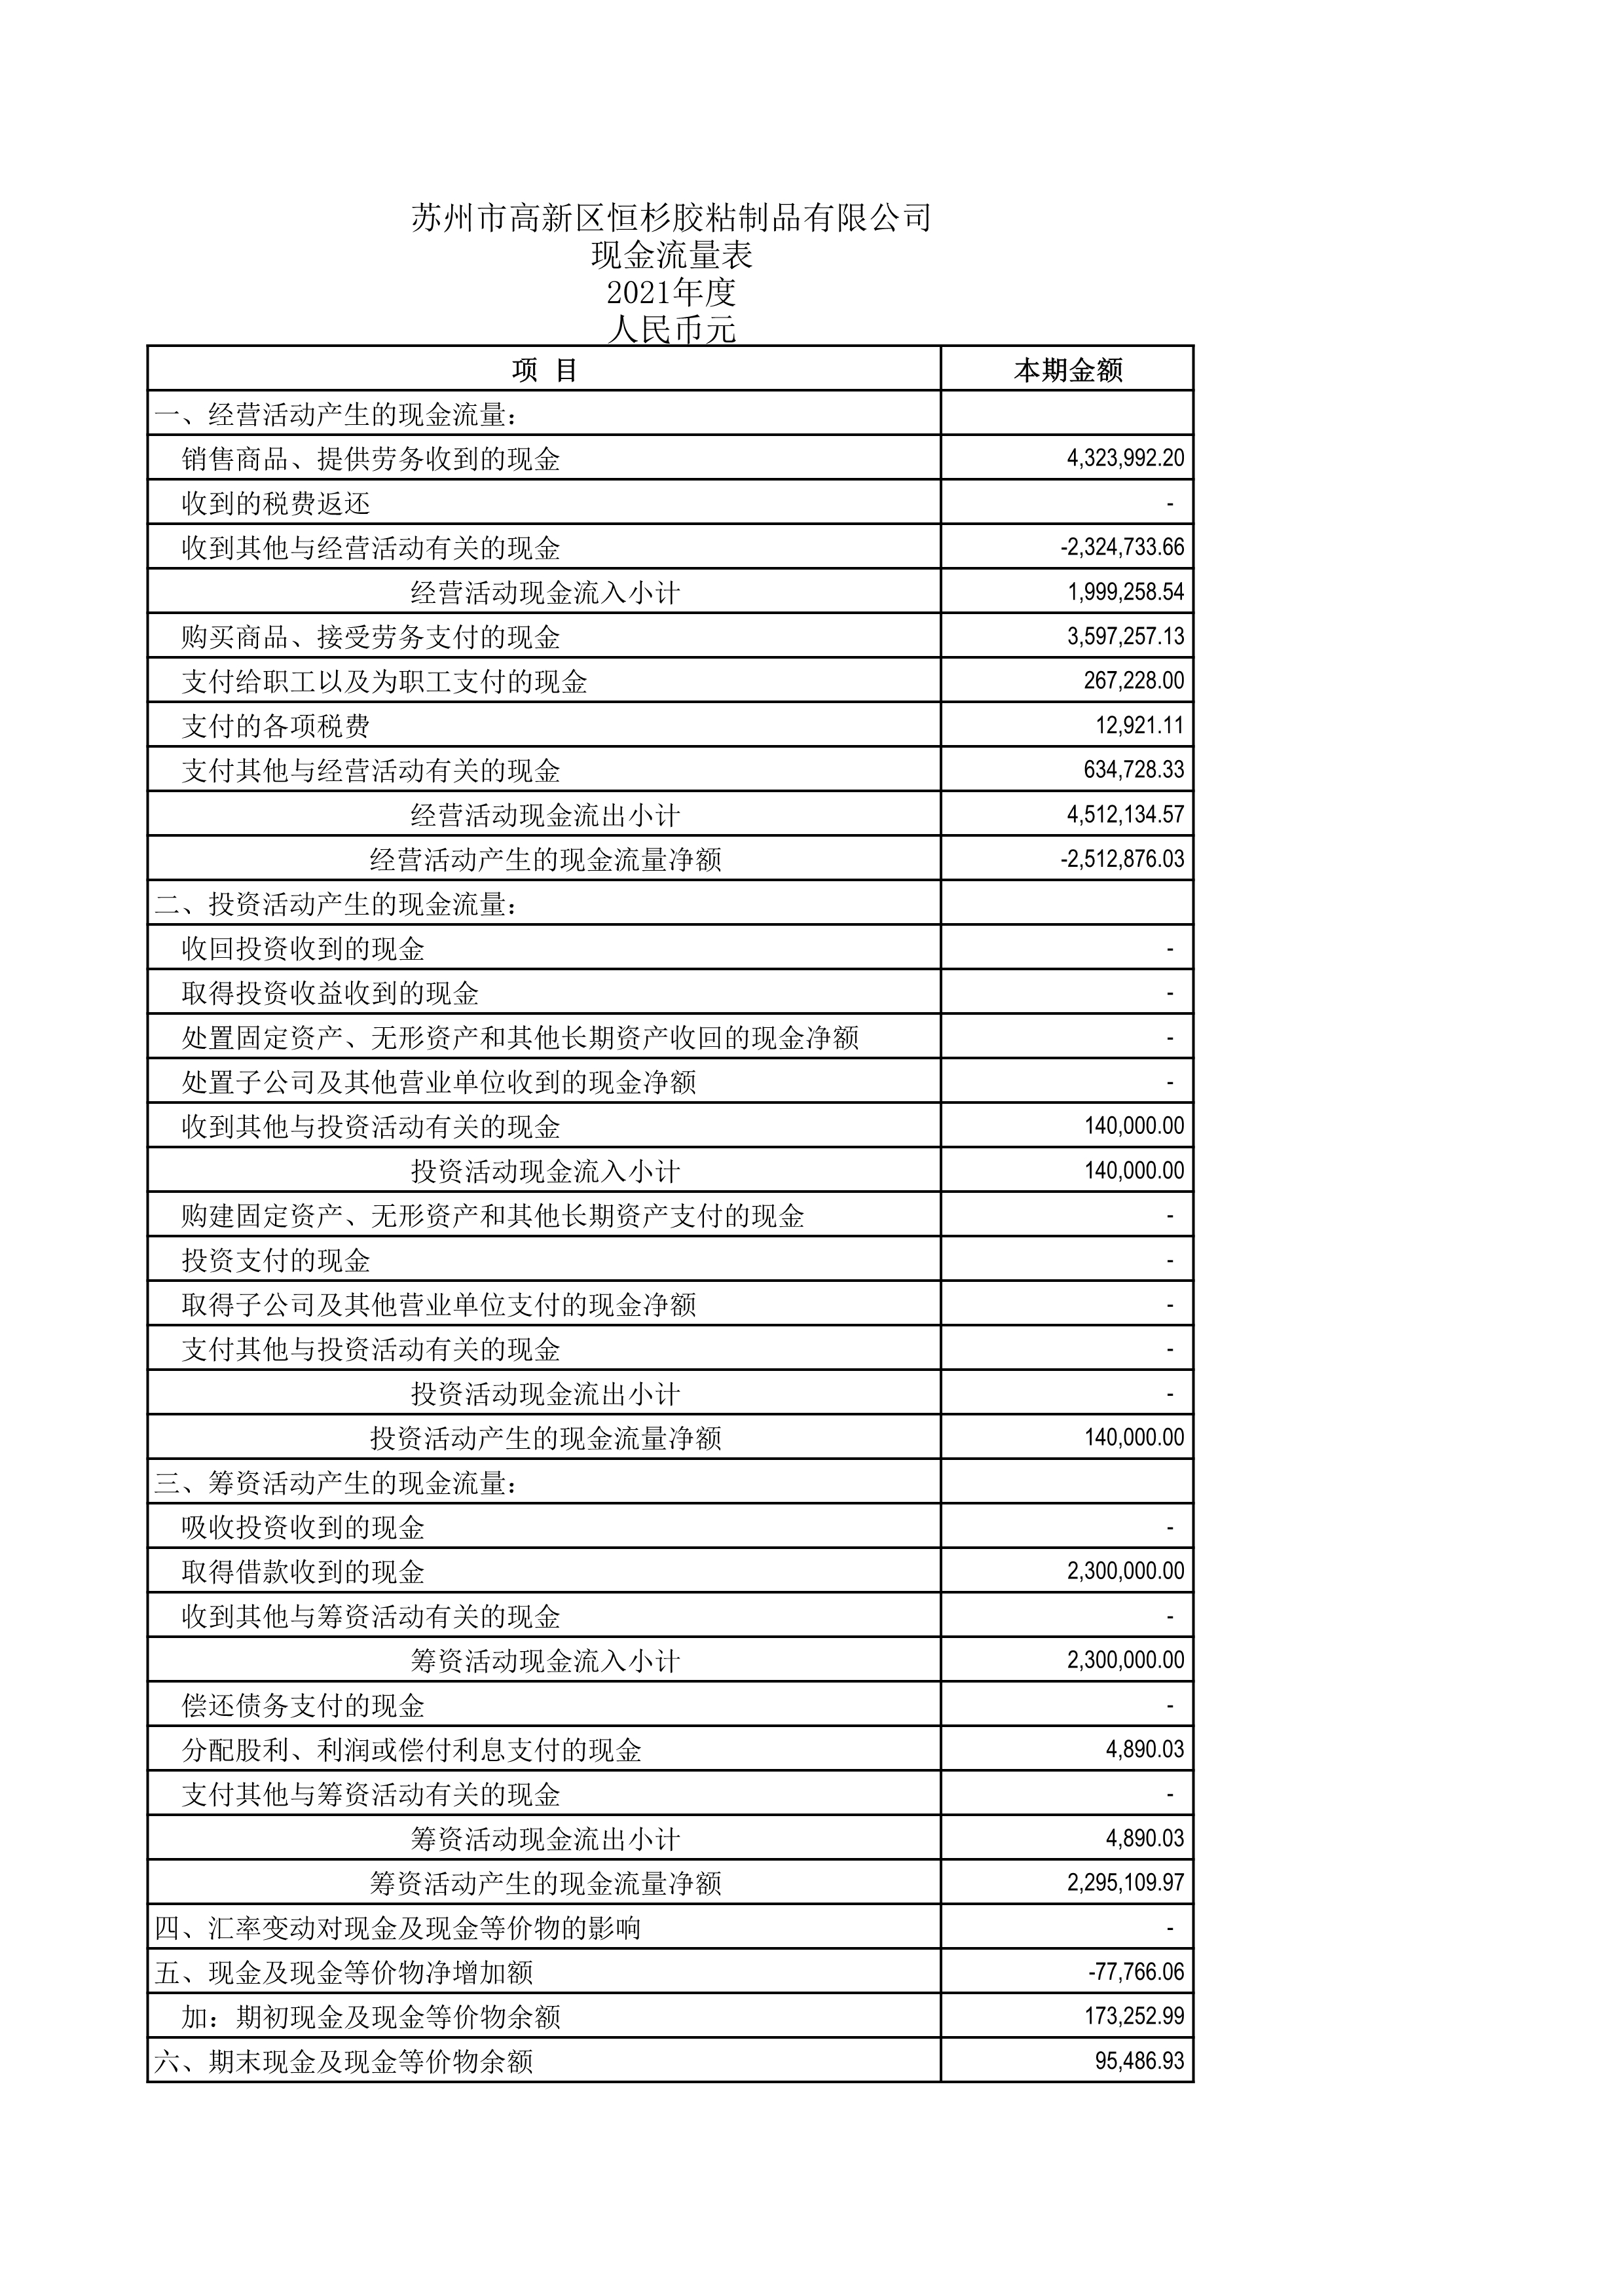 苏州市高新区恒杉胶粘制品有限公司
现金流量表
2021年度
人民币元
项 目 本期金额
一、经营活动产生的现金流量：
销售商品、提供劳务收到的现金 4,323,992.20
收到的税费返还 -
收到其他与经营活动有关的现金 -2,324,733.66
经营活动现金流入小计 1,999,258.54
购买商品、接受劳务支付的现金 3,597,257.13
支付给职工以及为职工支付的现金 267,228.00
支付的各项税费 12,921.11
支付其他与经营活动有关的现金 634,728.33
经营活动现金流出小计 4,512,134.57
经营活动产生的现金流量净额 -2,512,876.03
二、投资活动产生的现金流量：
收回投资收到的现金 -
取得投资收益收到的现金 -
处置固定资产、无形资产和其他长期资产收回的现金净额 -
处置子公司及其他营业单位收到的现金净额 -
收到其他与投资活动有关的现金 140,000.00
投资活动现金流入小计 140,000.00
购建固定资产、无形资产和其他长期资产支付的现金 -
投资支付的现金 -
取得子公司及其他营业单位支付的现金净额 -
支付其他与投资活动有关的现金 -
投资活动现金流出小计 -
投资活动产生的现金流量净额 140,000.00
三、筹资活动产生的现金流量：
吸收投资收到的现金 -
取得借款收到的现金 2,300,000.00
收到其他与筹资活动有关的现金 -
筹资活动现金流入小计 2,300,000.00
偿还债务支付的现金 -
分配股利、利润或偿付利息支付的现金 4,890.03
支付其他与筹资活动有关的现金 -
筹资活动现金流出小计 4,890.03
筹资活动产生的现金流量净额 2,295,109.97
四、汇率变动对现金及现金等价物的影响 -
五、现金及现金等价物净增加额 -77,766.06
加：期初现金及现金等价物余额 173,252.99
六、期末现金及现金等价物余额 95,486.93